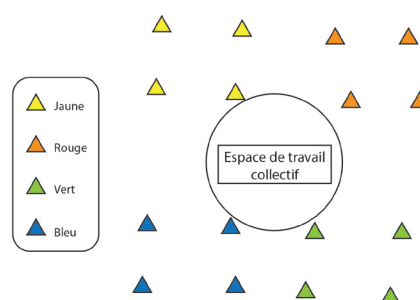 Jaune
Rouge
Vert
Bleu
Espace de travail
collectif